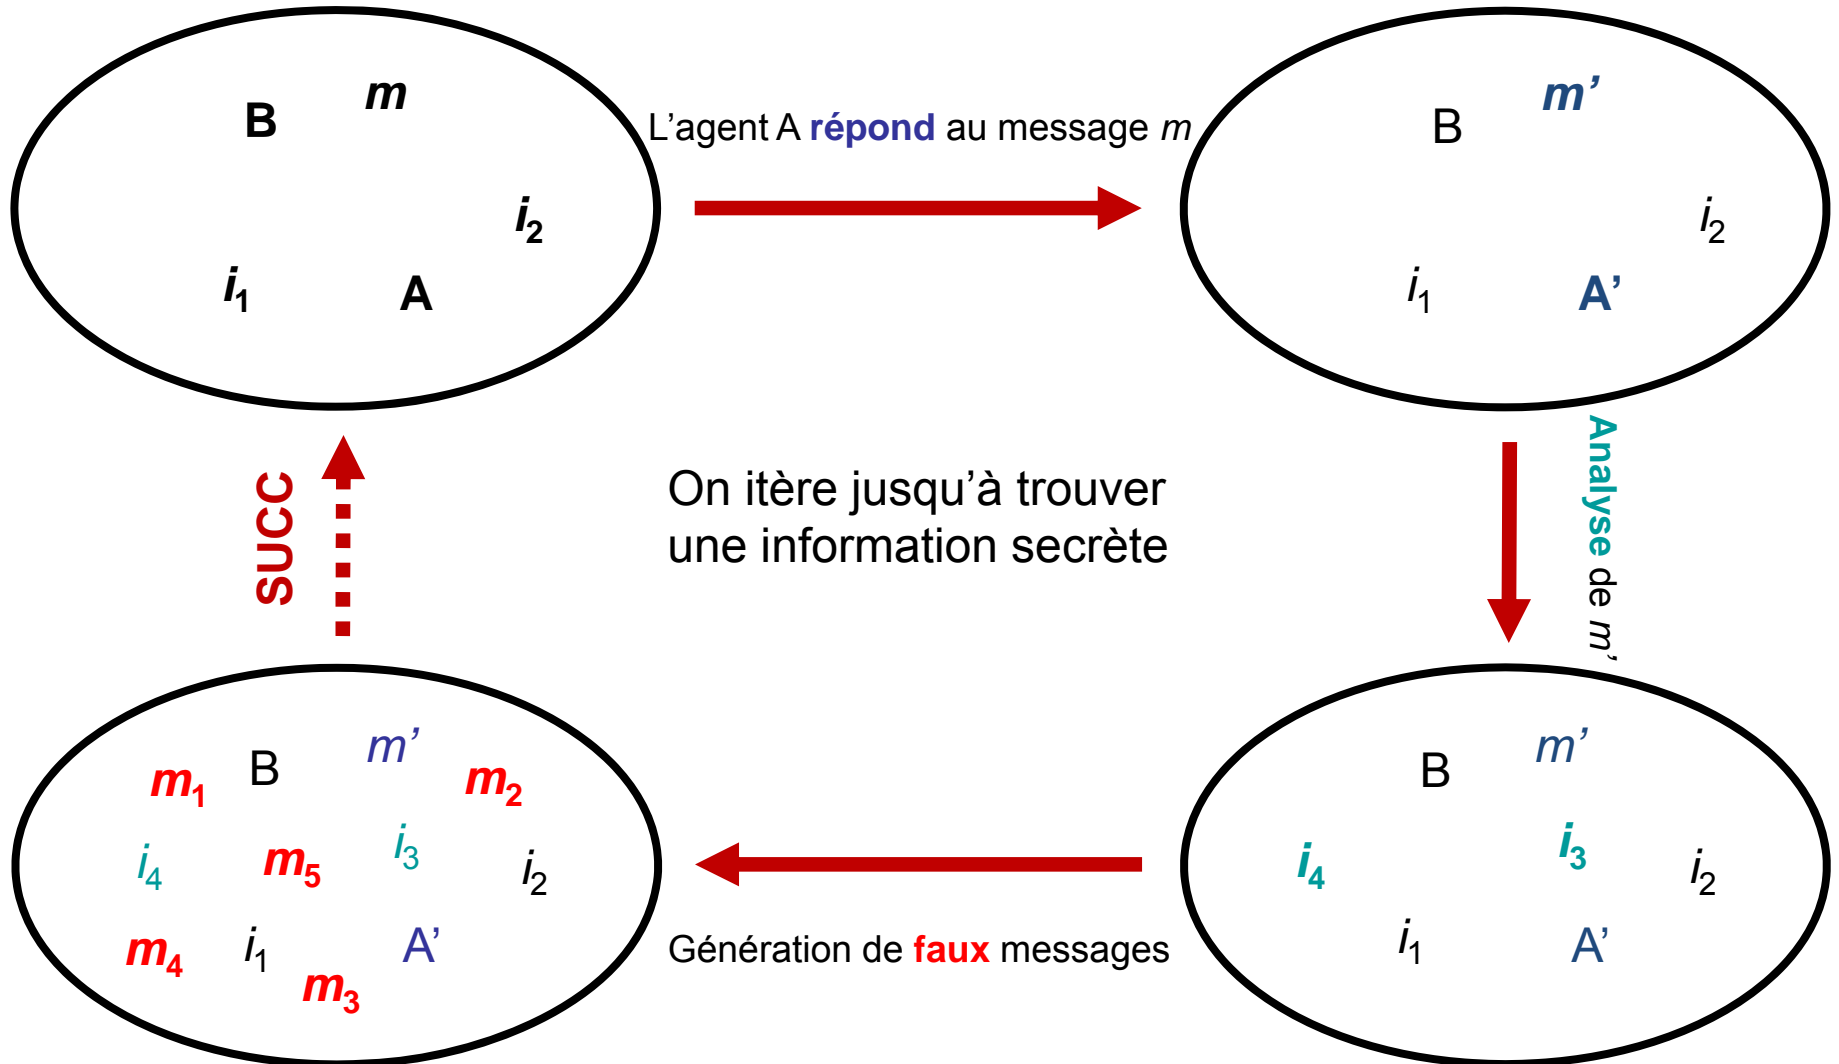 m
B
i₂
i₁
A
L’agent A répond au message m
m’
B
i₂
i₁
A’
SUCC
On itère jusqu’à trouver
une information secrète
Analyse de m’
m’
B
m₁
m₂
i₃
i₄
m₅
i₂
A’
i₁
m₄
m₃
Génération de faux messages
m’
B
i₃
i₄
i₂
i₁
A’